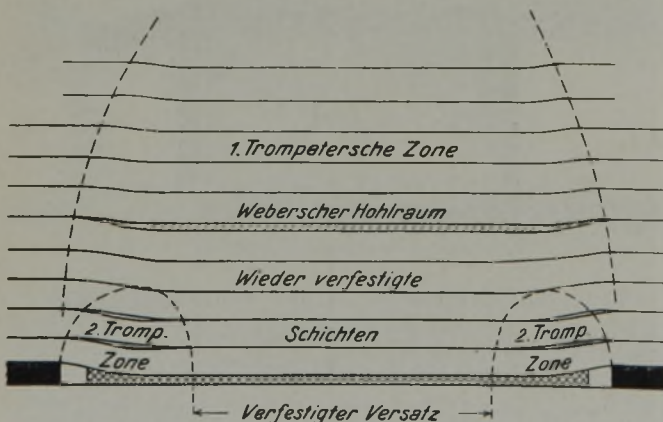 1. Trompetersche Zone
Weberscher Hohlraum
Wieder verfestigte
2. Tromp. Schichten 2. Tromp.
Zone Zone
Verfestigter Versatz